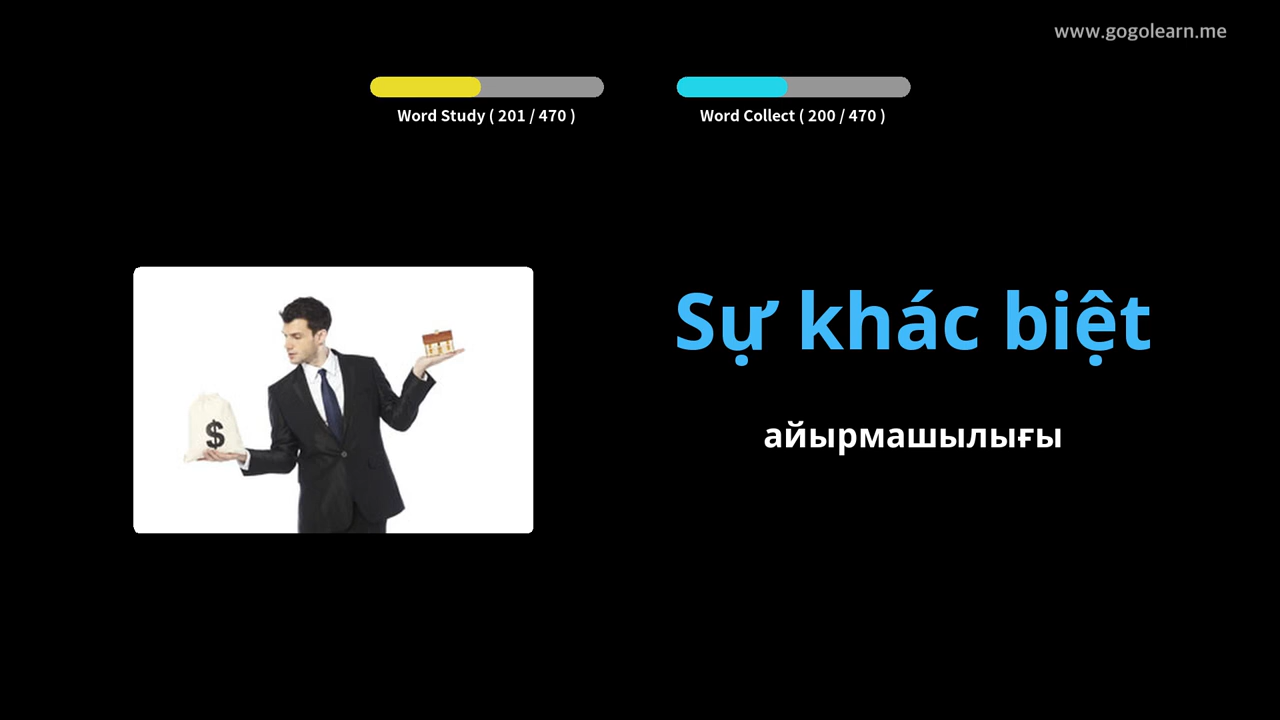 www.gogolearn.me
Word Study ( 201 / 470 )
Word Collect ( 200 / 470 )
Sự khác biệt
айырмашылығы
$